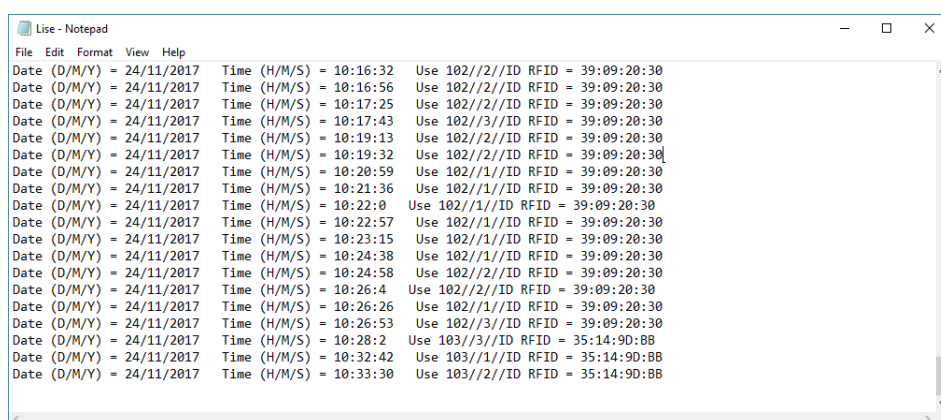 Lise - Notepad
File Edit Format View Help
Date (D/M/Y) = 24/11/2017   Time (H/M/S) = 10:16:32   Use 102//2//ID RFID = 39:09:20:30
Date (D/M/Y) = 24/11/2017   Time (H/M/S) = 10:16:56   Use 102//2//ID RFID = 39:09:20:30
Date (D/M/Y) = 24/11/2017   Time (H/M/S) = 10:17:25   Use 102//2//ID RFID = 39:09:20:30
Date (D/M/Y) = 24/11/2017   Time (H/M/S) = 10:17:43   Use 102//3//ID RFID = 39:09:20:30
Date (D/M/Y) = 24/11/2017   Time (H/M/S) = 10:19:13   Use 102//2//ID RFID = 39:09:20:30
Date (D/M/Y) = 24/11/2017   Time (H/M/S) = 10:19:32   Use 102//2//ID RFID = 39:09:20:30
Date (D/M/Y) = 24/11/2017   Time (H/M/S) = 10:20:59   Use 102//1//ID RFID = 39:09:20:30
Date (D/M/Y) = 24/11/2017   Time (H/M/S) = 10:21:36   Use 102//1//ID RFID = 39:09:20:30
Date (D/M/Y) = 24/11/2017   Time (H/M/S) = 10:22:0   Use 102//1//ID RFID = 39:09:20:30
Date (D/M/Y) = 24/11/2017   Time (H/M/S) = 10:22:57   Use 102//1//ID RFID = 39:09:20:30
Date (D/M/Y) = 24/11/2017   Time (H/M/S) = 10:23:15   Use 102//1//ID RFID = 39:09:20:30
Date (D/M/Y) = 24/11/2017   Time (H/M/S) = 10:24:38   Use 102//1//ID RFID = 39:09:20:30
Date (D/M/Y) = 24/11/2017   Time (H/M/S) = 10:24:58   Use 102//2//ID RFID = 39:09:20:30
Date (D/M/Y) = 24/11/2017   Time (H/M/S) = 10:26:4   Use 102//2//ID RFID = 39:09:20:30
Date (D/M/Y) = 24/11/2017   Time (H/M/S) = 10:26:26   Use 102//1//ID RFID = 39:09:20:30
Date (D/M/Y) = 24/11/2017   Time (H/M/S) = 10:26:53   Use 102//3//ID RFID = 39:09:20:30
Date (D/M/Y) = 24/11/2017   Time (H/M/S) = 10:28:2   Use 103//3//ID RFID = 35:14:9D:BB
Date (D/M/Y) = 24/11/2017   Time (H/M/S) = 10:32:42   Use 103//1//ID RFID = 35:14:9D:BB
Date (D/M/Y) = 24/11/2017   Time (H/M/S) = 10:33:30   Use 103//2//ID RFID = 35:14:9D:BB